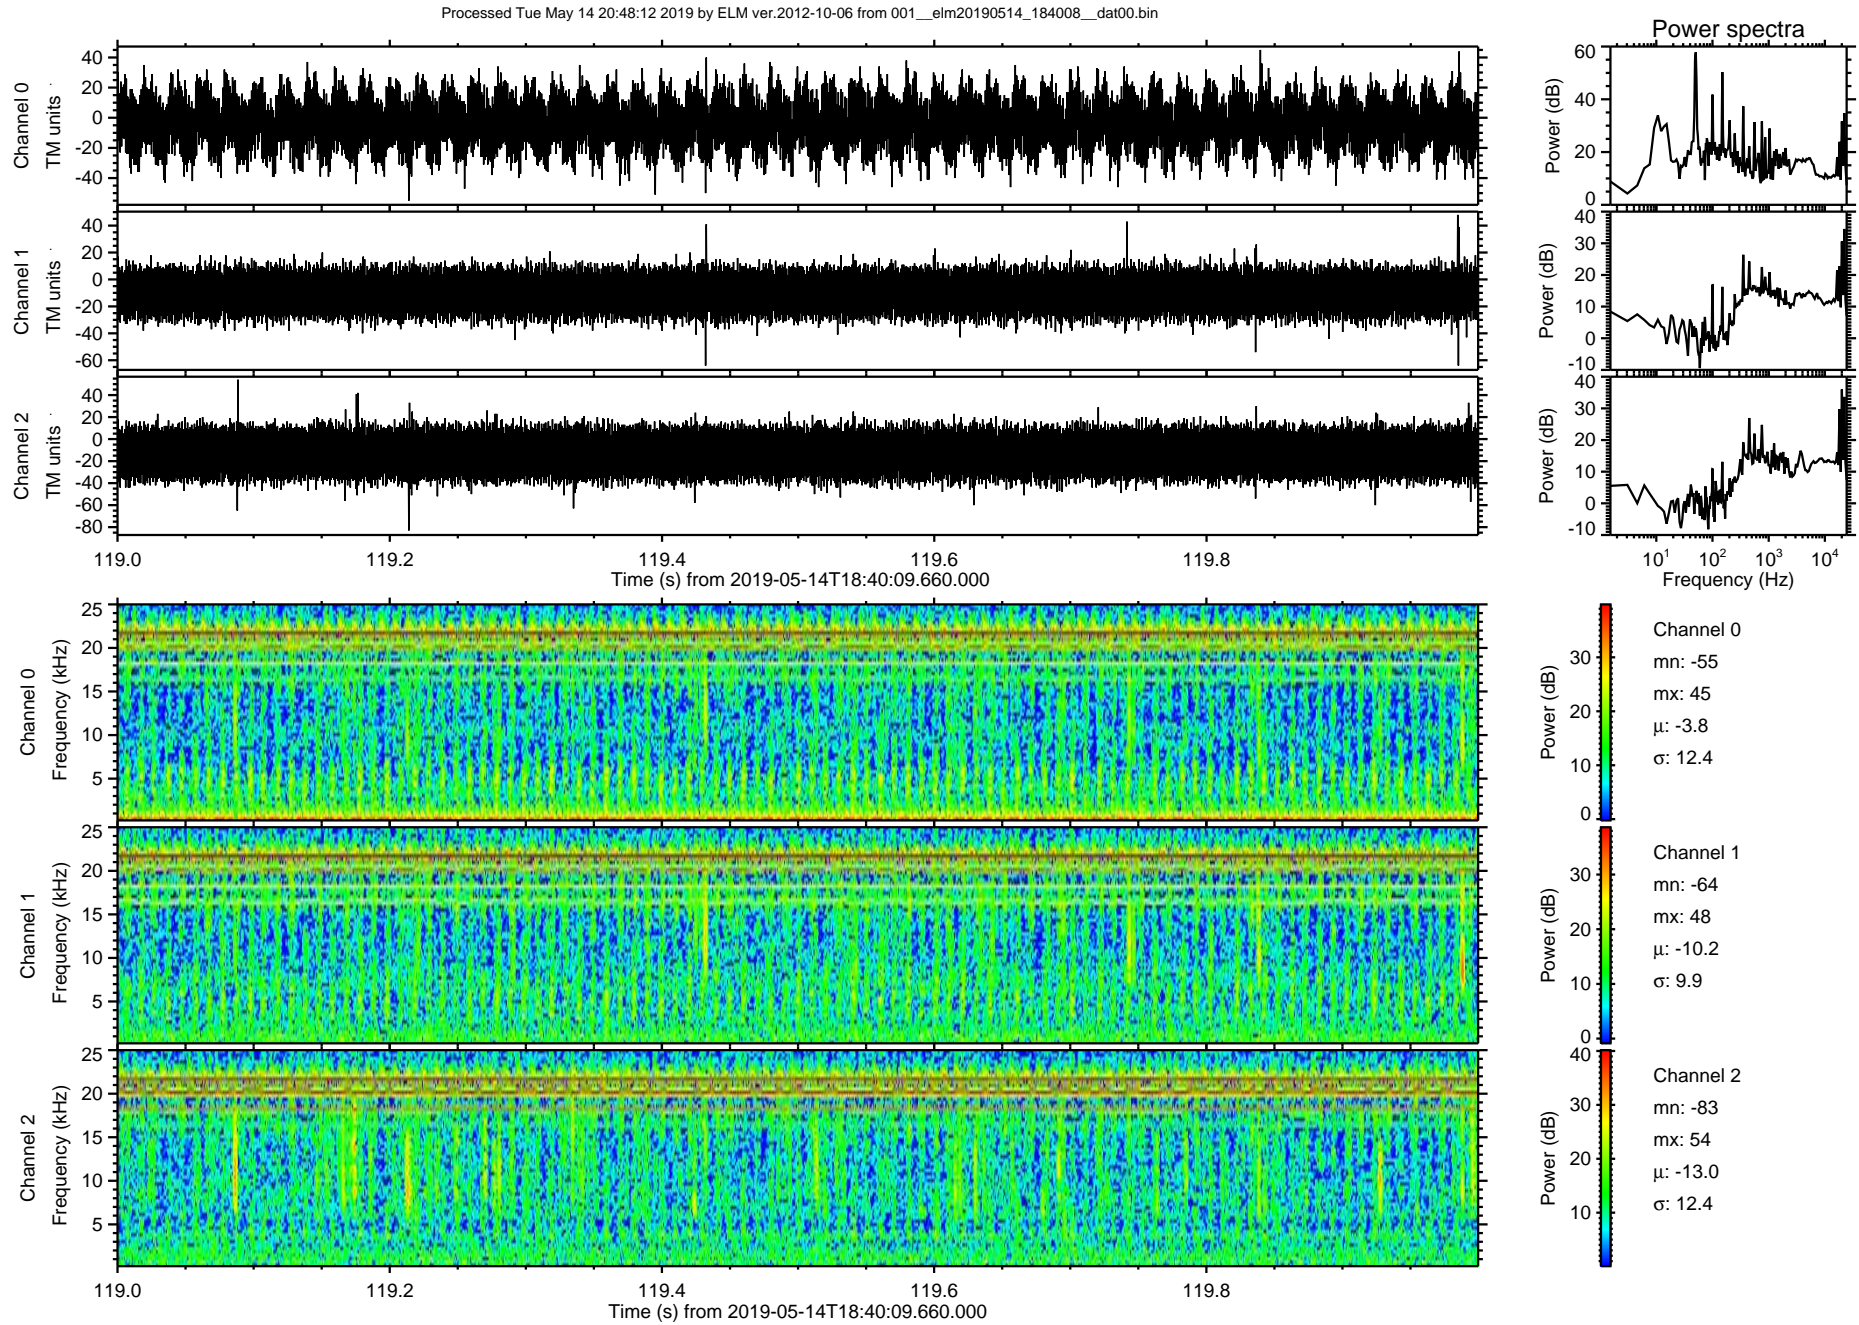 Processed Tue May 14 20:48:12 2019 by ELM ver.2012-10-06 from 001__elm20190514_184008__dat00.bin
Power spectra
Channel 0
TM units
40
20
0
-20
-40
Power (dB)
60
40
20
0
Channel 1
TM units
40
20
0
-20
-40
-60
Power (dB)
40
30
20
10
0
-10
Channel 2
TM units
40
20
0
-20
-40
-60
-80
Power (dB)
40
30
20
10
0
-10
119.0 119.2 119.4 119.6 119.8
Time (s) from 2019-05-14T18:40:09.660.000
10¹ 10² 10³ 10⁴
Frequency (Hz)
Channel 0
Frequency (kHz)
25
20
15
10
5
Power (dB)
30
20
10
0
Channel 0
mn: -55
mx: 45
μ: -3.8
σ: 12.4
Channel 1
Frequency (kHz)
25
20
15
10
5
Power (dB)
30
20
10
0
Channel 1
mn: -64
mx: 48
μ: -10.2
σ: 9.9
Channel 2
Frequency (kHz)
25
20
15
10
5
Power (dB)
40
30
20
10
Channel 2
mn: -83
mx: 54
μ: -13.0
σ: 12.4
119.0 119.2 119.4 119.6 119.8
Time (s) from 2019-05-14T18:40:09.660.000